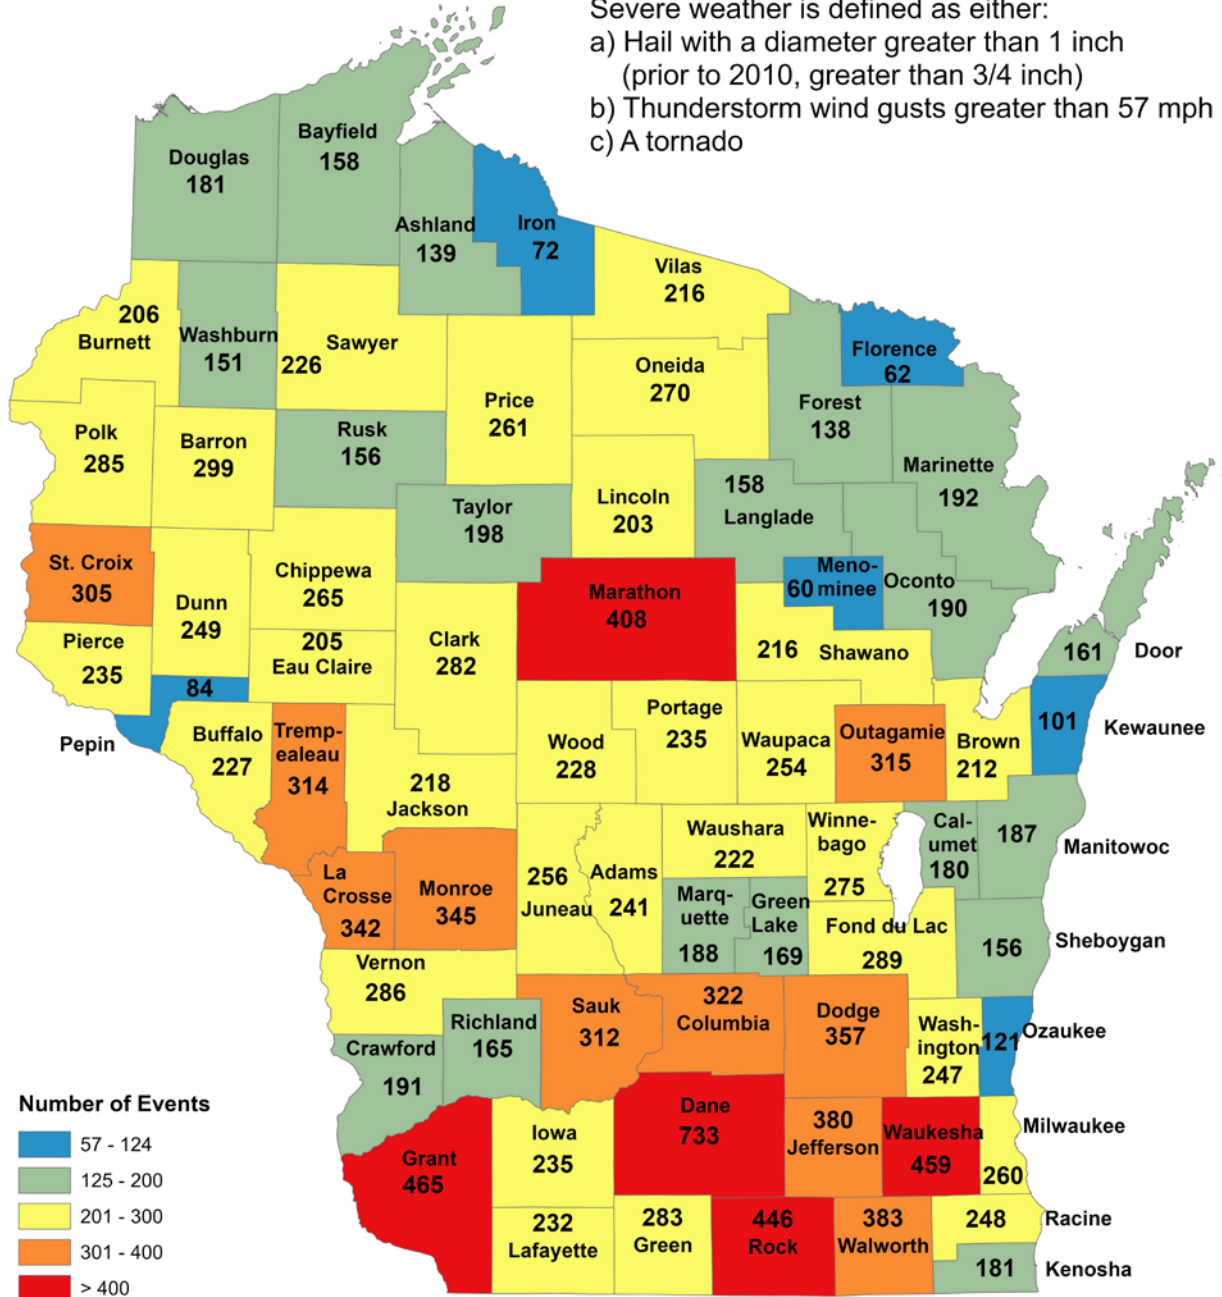 Severe weather is defined as either:
a) Hail with a diameter greater than 1 inch
(prior to 2010, greater than 3/4 inch)
b) Thunderstorm wind gusts greater than 57 mph
c) A tornado
Bayfield
158
Douglas
181
Ashland
139
Iron
72
Vilas
216
206
Burnett
Washburn
151
Sawyer
226
Florence
62
Oneida
270
Price
261
Forest
138
Polk
285
Barron
299
Rusk
156
Marinette
192
Taylor
198
Lincoln
203
158
Langlade
St. Croix
305
Chippewa
265
Dunn
249
Marathon
408
Meno-
minee
60
Oconto
190
Pierce
235
205
Eau Claire
Clark
282
216 Shawano
161
Door
84
Pepin
Buffalo
227
Tremp-
ealeau
314
218
Jackson
Wood
228
Portage
235
Waupaca
254
Outagamie
315
Brown
212
101
Kewaunee
La
Crosse
342
Monroe
345
256
Juneau
Adams
241
Waushara
222
Winne-
bago
275
Cal-
umet
180
187
Manitowoc
Marq-
uette
188
Green
Lake
169
Fond du Lac
289
156
Sheboygan
Vernon
286
Richland
165
Sauk
312
322
Columbia
Dodge
357
Wash-
ington
247
121
Ozaukee
Crawford
191
Grant
465
Iowa
235
Dane
733
380
Jefferson
Waukesha
459
Milwaukee
260
232
Lafayette
283
Green
446
Rock
383
Walworth
248
Racine
181
Kenosha
Number of Events
57 - 124
125 - 200
201 - 300
301 - 400
> 400